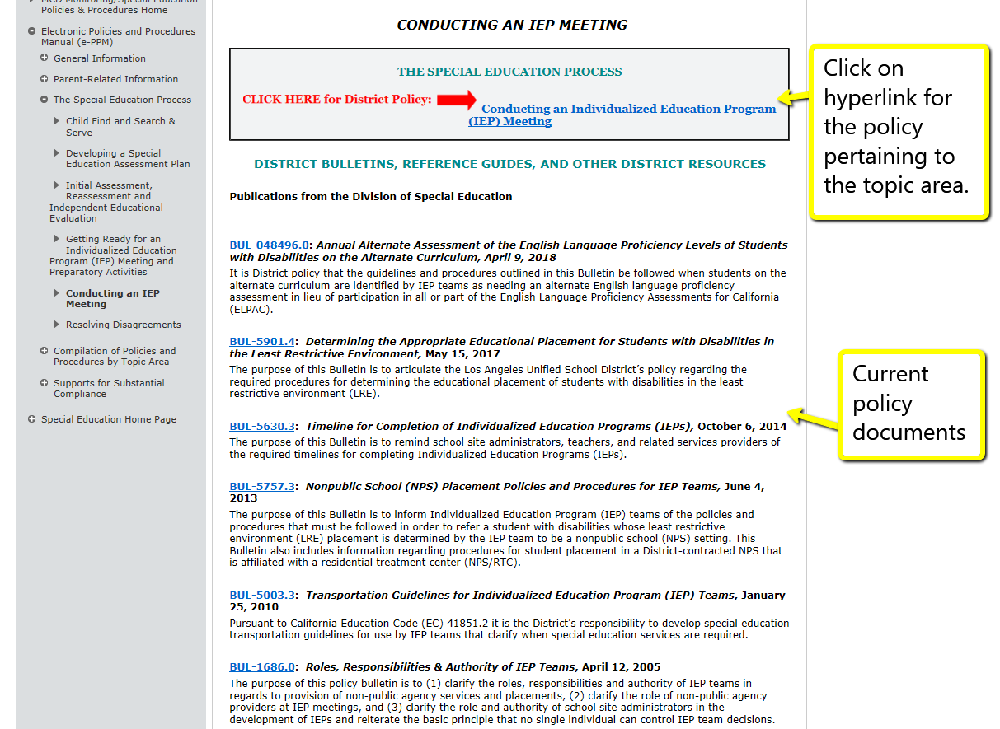 MCD Monitoring/Special Education
Policies & Procedures Home
Electronic Policies and Procedures
Manual (e-PPM)
General Information
Parent-Related Information
The Special Education Process
Child Find and Search &
Serve
Developing a Special
Education Assessment Plan
Initial Assessment,
Reassessment and
Independent Educational
Evaluation
Getting Ready for an
Individualized Education
Program (IEP) Meeting and
Preparatory Activities
Conducting an IEP
Meeting
Resolving Disagreements
Compilation of Policies and
Procedures by Topic Area
Supports for Substantial
Compliance
Special Education Home Page
CONDUCTING AN IEP MEETING
THE SPECIAL EDUCATION PROCESS
CLICK HERE for District Policy:
Conducting an Individualized Education Program
(IEP) Meeting
DISTRICT BULLETINS, REFERENCE GUIDES, AND OTHER DISTRICT RESOURCES
Publications from the Division of Special Education
BUL-048496.0: Annual Alternate Assessment of the English Language Proficiency Levels of Students
with Disabilities on the Alternate Curriculum, April 9, 2018
It is District policy that the guidelines and procedures outlined in this Bulletin be followed when students on the
alternate curriculum are identified by IEP teams as needing an alternate English language proficiency
assessment in lieu of participation in all or part of the English Language Proficiency Assessments for California
(ELPAC).
BUL-5901.4: Determining the Appropriate Educational Placement for Students with Disabilities in
the Least Restrictive Environment, May 15, 2017
The purpose of this Bulletin is to articulate the Los Angeles Unified School District's policy regarding the
required procedures for determining the educational placement of students with disabilities in the least
restrictive environment (LRE).
BUL-5630.3: Timeline for Completion of Individualized Education Programs (IEPs), October 6, 2014
The purpose of this Bulletin is to remind school site administrators, teachers, and related services providers of
the required timelines for completing Individualized Education Programs (IEPs).
BUL-5757.3: Nonpublic School (NPS) Placement Policies and Procedures for IEP Teams, June 4,
2013
The purpose of this Bulletin is to inform Individualized Education Program (IEP) teams of the policies and
procedures that must be followed in order to refer a student with disabilities whose least restrictive
environment (LRE) placement is determined by the IEP team to be a nonpublic school (NPS) setting. This
Bulletin also includes information regarding procedures for student placement in a District-contracted NPS that
is affiliated with a residential treatment center (NPS/RTC).
BUL-5003.3: Transportation Guidelines for Individualized Education Program (IEP) Teams, January
25, 2010
Pursuant to California Education Code (EC) 41851.2 it is the District's responsibility to develop special education
transportation guidelines for use by IEP teams that clarify when special education services are required.
BUL-1686.0: Roles, Responsibilities & Authority of IEP Teams, April 12, 2005
The purpose of this policy bulletin is to (1) clarify the roles, responsibilities and authority of IEP teams in
regards to provision of non-public agency services and placements, (2) clarify the role of non-public agency
providers at IEP meetings, and (3) clarify the role and authority of school site administrators in the
development of IEPs and reiterate the basic principle that no single individual can control IEP team decisions.
Click on
hyperlink for
the policy
pertaining to
the topic area.
Current
policy
documents